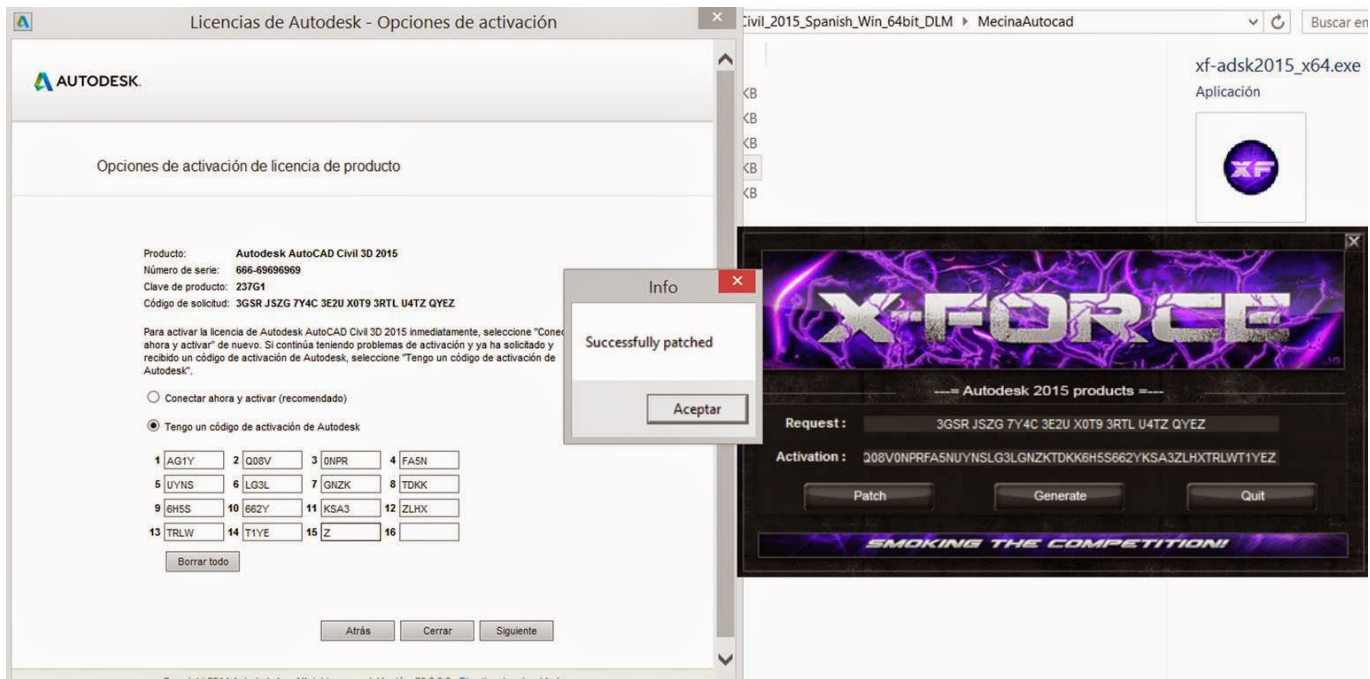 Licencias de Autodesk - Opciones de activación
Civil_2015_Spanish_Win_64bit_DLM MecinaAutocad
Buscar en
AUTODESK.
xf-adsk2015_x64.exe
Aplicación
KB
KB
KB
KB
KB
XF
Opciones de activación de licencia de producto
Producto: Autodesk AutoCAD Civil 3D 2015
Número de serie: 666-69696969
Clave de producto: 237G1
Código de solicitud: 3GSR JSZG 7Y4C 3E2U X0T9 3RTL U4TZ QYEZ
Para activar la licencia de Autodesk AutoCAD Civil 3D 2015 inmediatamente, seleccione "Conec
ahora y activar" de nuevo. Si continúa teniendo problemas de activación y ya ha solicitado y
recibido un código de activación de Autodesk, seleccione "Tengo un código de activación de
Autodesk".
Conectar ahora y activar (recomendado)
Tengo un código de activación de Autodesk
1 AG1Y 2 Q08V 3 0NPR 4 FA5N
5 UYNS 6 LG3L 7 GNZK 8 TDKK
9 6H5S 10 662Y 11 KSA3 12 ZLHX
13 TRLW 14 T1YE 15 Z 16
Borrar todo
Atrás Cerrar Siguiente
Info
Successfully patched
Aceptar
X-FORCE
---= Autodesk 2015 products =---
Request : 3GSR JSZG 7Y4C 3E2U X0T9 3RTL U4TZ QYEZ
Activation : Q08V0NPRFA5NUYNSLG3LGNZKTDKK6H5S662YKSA3ZLHXTRLWT1YEZ
Patch Generate Quit
SMOKING THE COMPETITION!